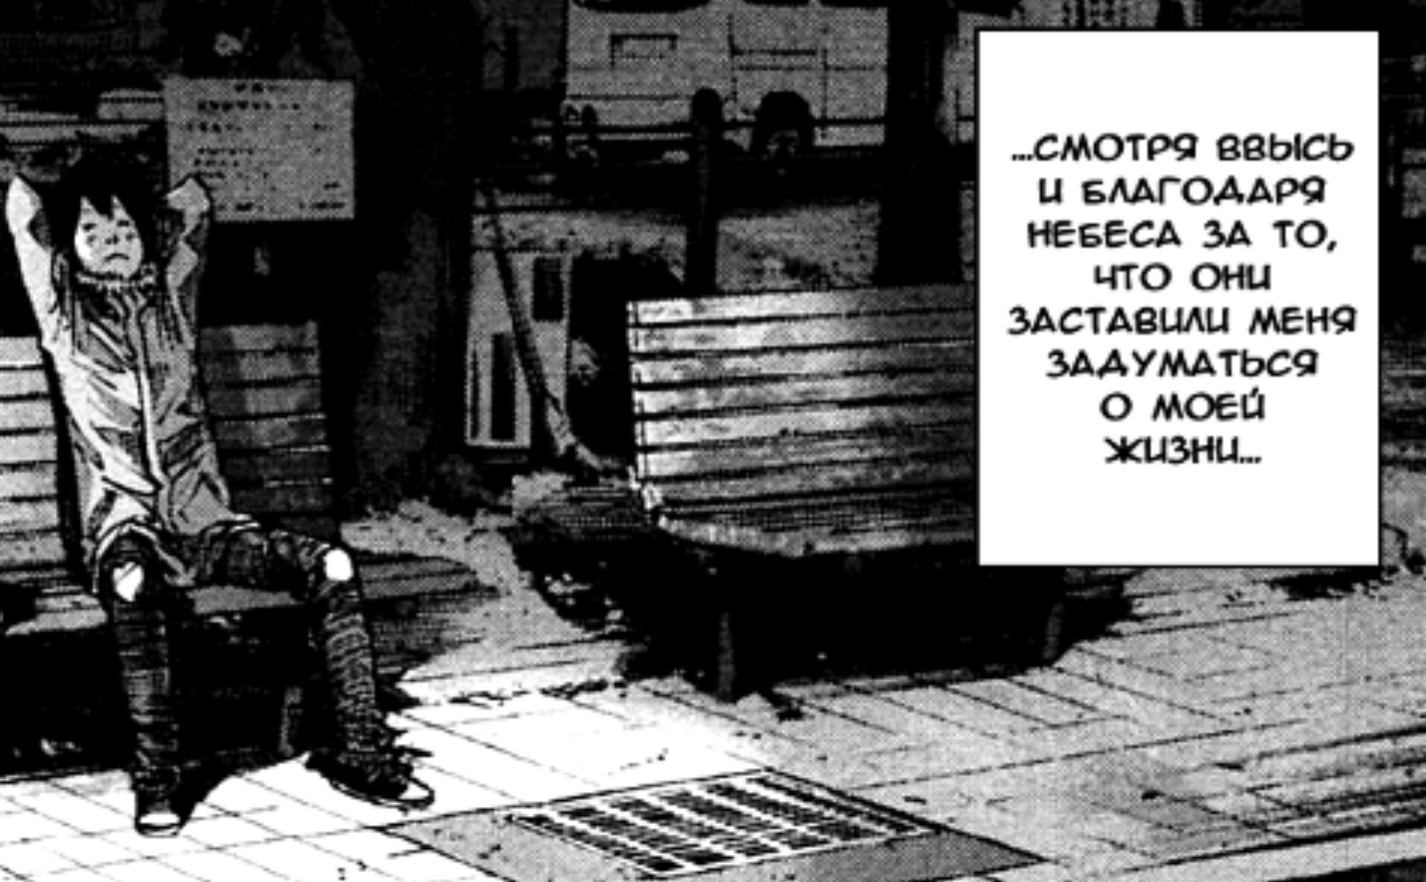 ...СМОТРЯ ВВЫСЬ
И БЛАГОДАРЯ
НЕБЕСА ЗА ТО,
ЧТО ОНИ
ЗАСТАВИЛИ МЕНЯ
ЗАДУМАТЬСЯ
О МОЕЙ
ЖИЗНИ...